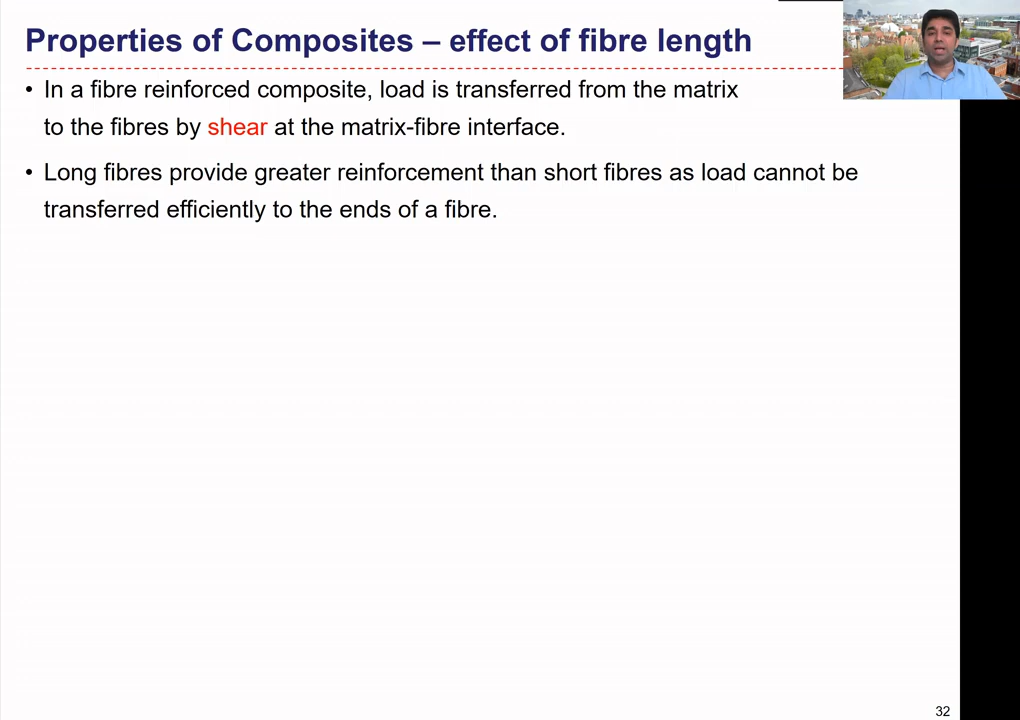 Properties of Composites – effect of fibre length
• In a fibre reinforced composite, load is transferred from the matrix
to the fibres by shear at the matrix-fibre interface.
• Long fibres provide greater reinforcement than short fibres as load cannot be
transferred efficiently to the ends of a fibre.
32